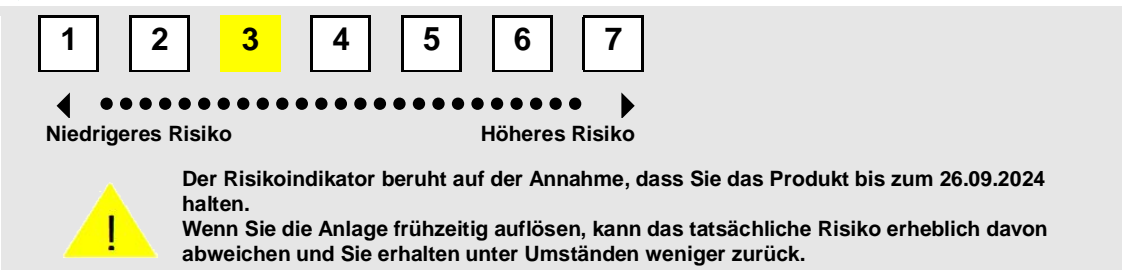 1 2 3 4 5 6 7
Niedrigeres Risiko Höheres Risiko
Der Risikoindikator beruht auf der Annahme, dass Sie das Produkt bis zum 26.09.2024
halten.
Wenn Sie die Anlage frühzeitig auflösen, kann das tatsächliche Risiko erheblich davon
abweichen und Sie erhalten unter Umständen weniger zurück.
!